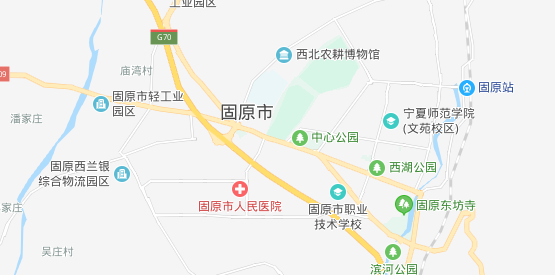 工业园区
G70
西北农耕博物馆
庙湾村
09
固原站
固原市轻工业
园区
固原市
宁夏师范学院
(文苑校区)
潘家庄
中心公园
固原西兰银
综合物流园区
西湖公园
家庄
固原市人民医院
固原市职业
技术学校
固原东坊寺
吴庄村
滨河公园